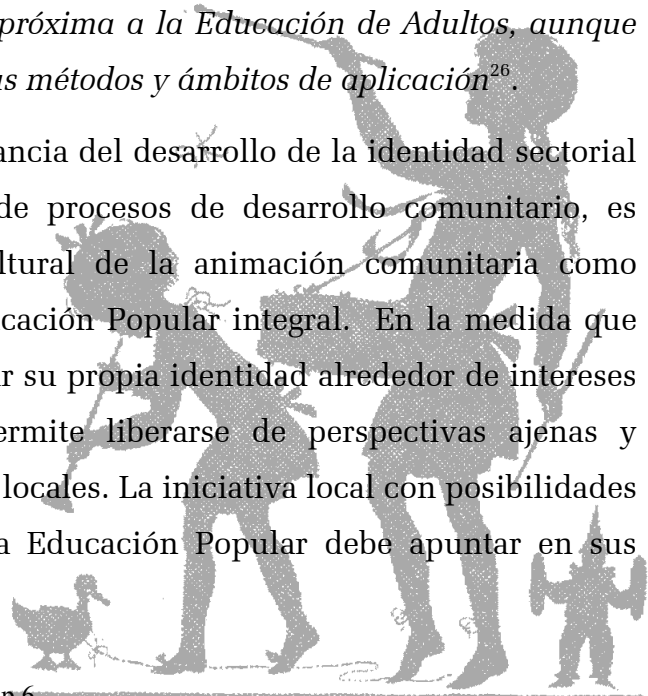 próxima a la Educación de Adultos, aunque
us métodos y ámbitos de aplicación26.
ancia del desarrollo de la identidad sectorial
de procesos de desarrollo comunitario, es
ltural de la animación comunitaria como
cación Popular integral. En la medida que
ar su propia identidad alrededor de intereses
ermite liberarse de perspectivas ajenas y
locales. La iniciativa local con posibilidades
a Educación Popular debe apuntar en sus
n 6